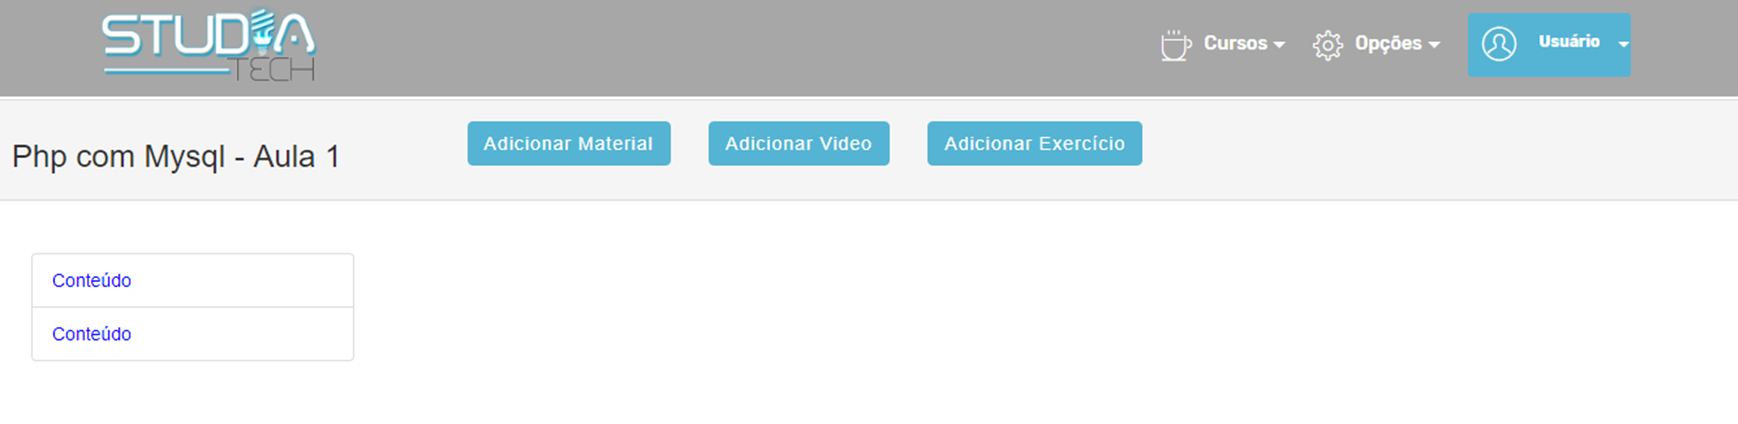 STUDIA
TECH
Cursos
Opções
Usuário
Php com Mysql - Aula 1
Adicionar Material
Adicionar Video
Adicionar Exercício
Conteúdo
Conteúdo